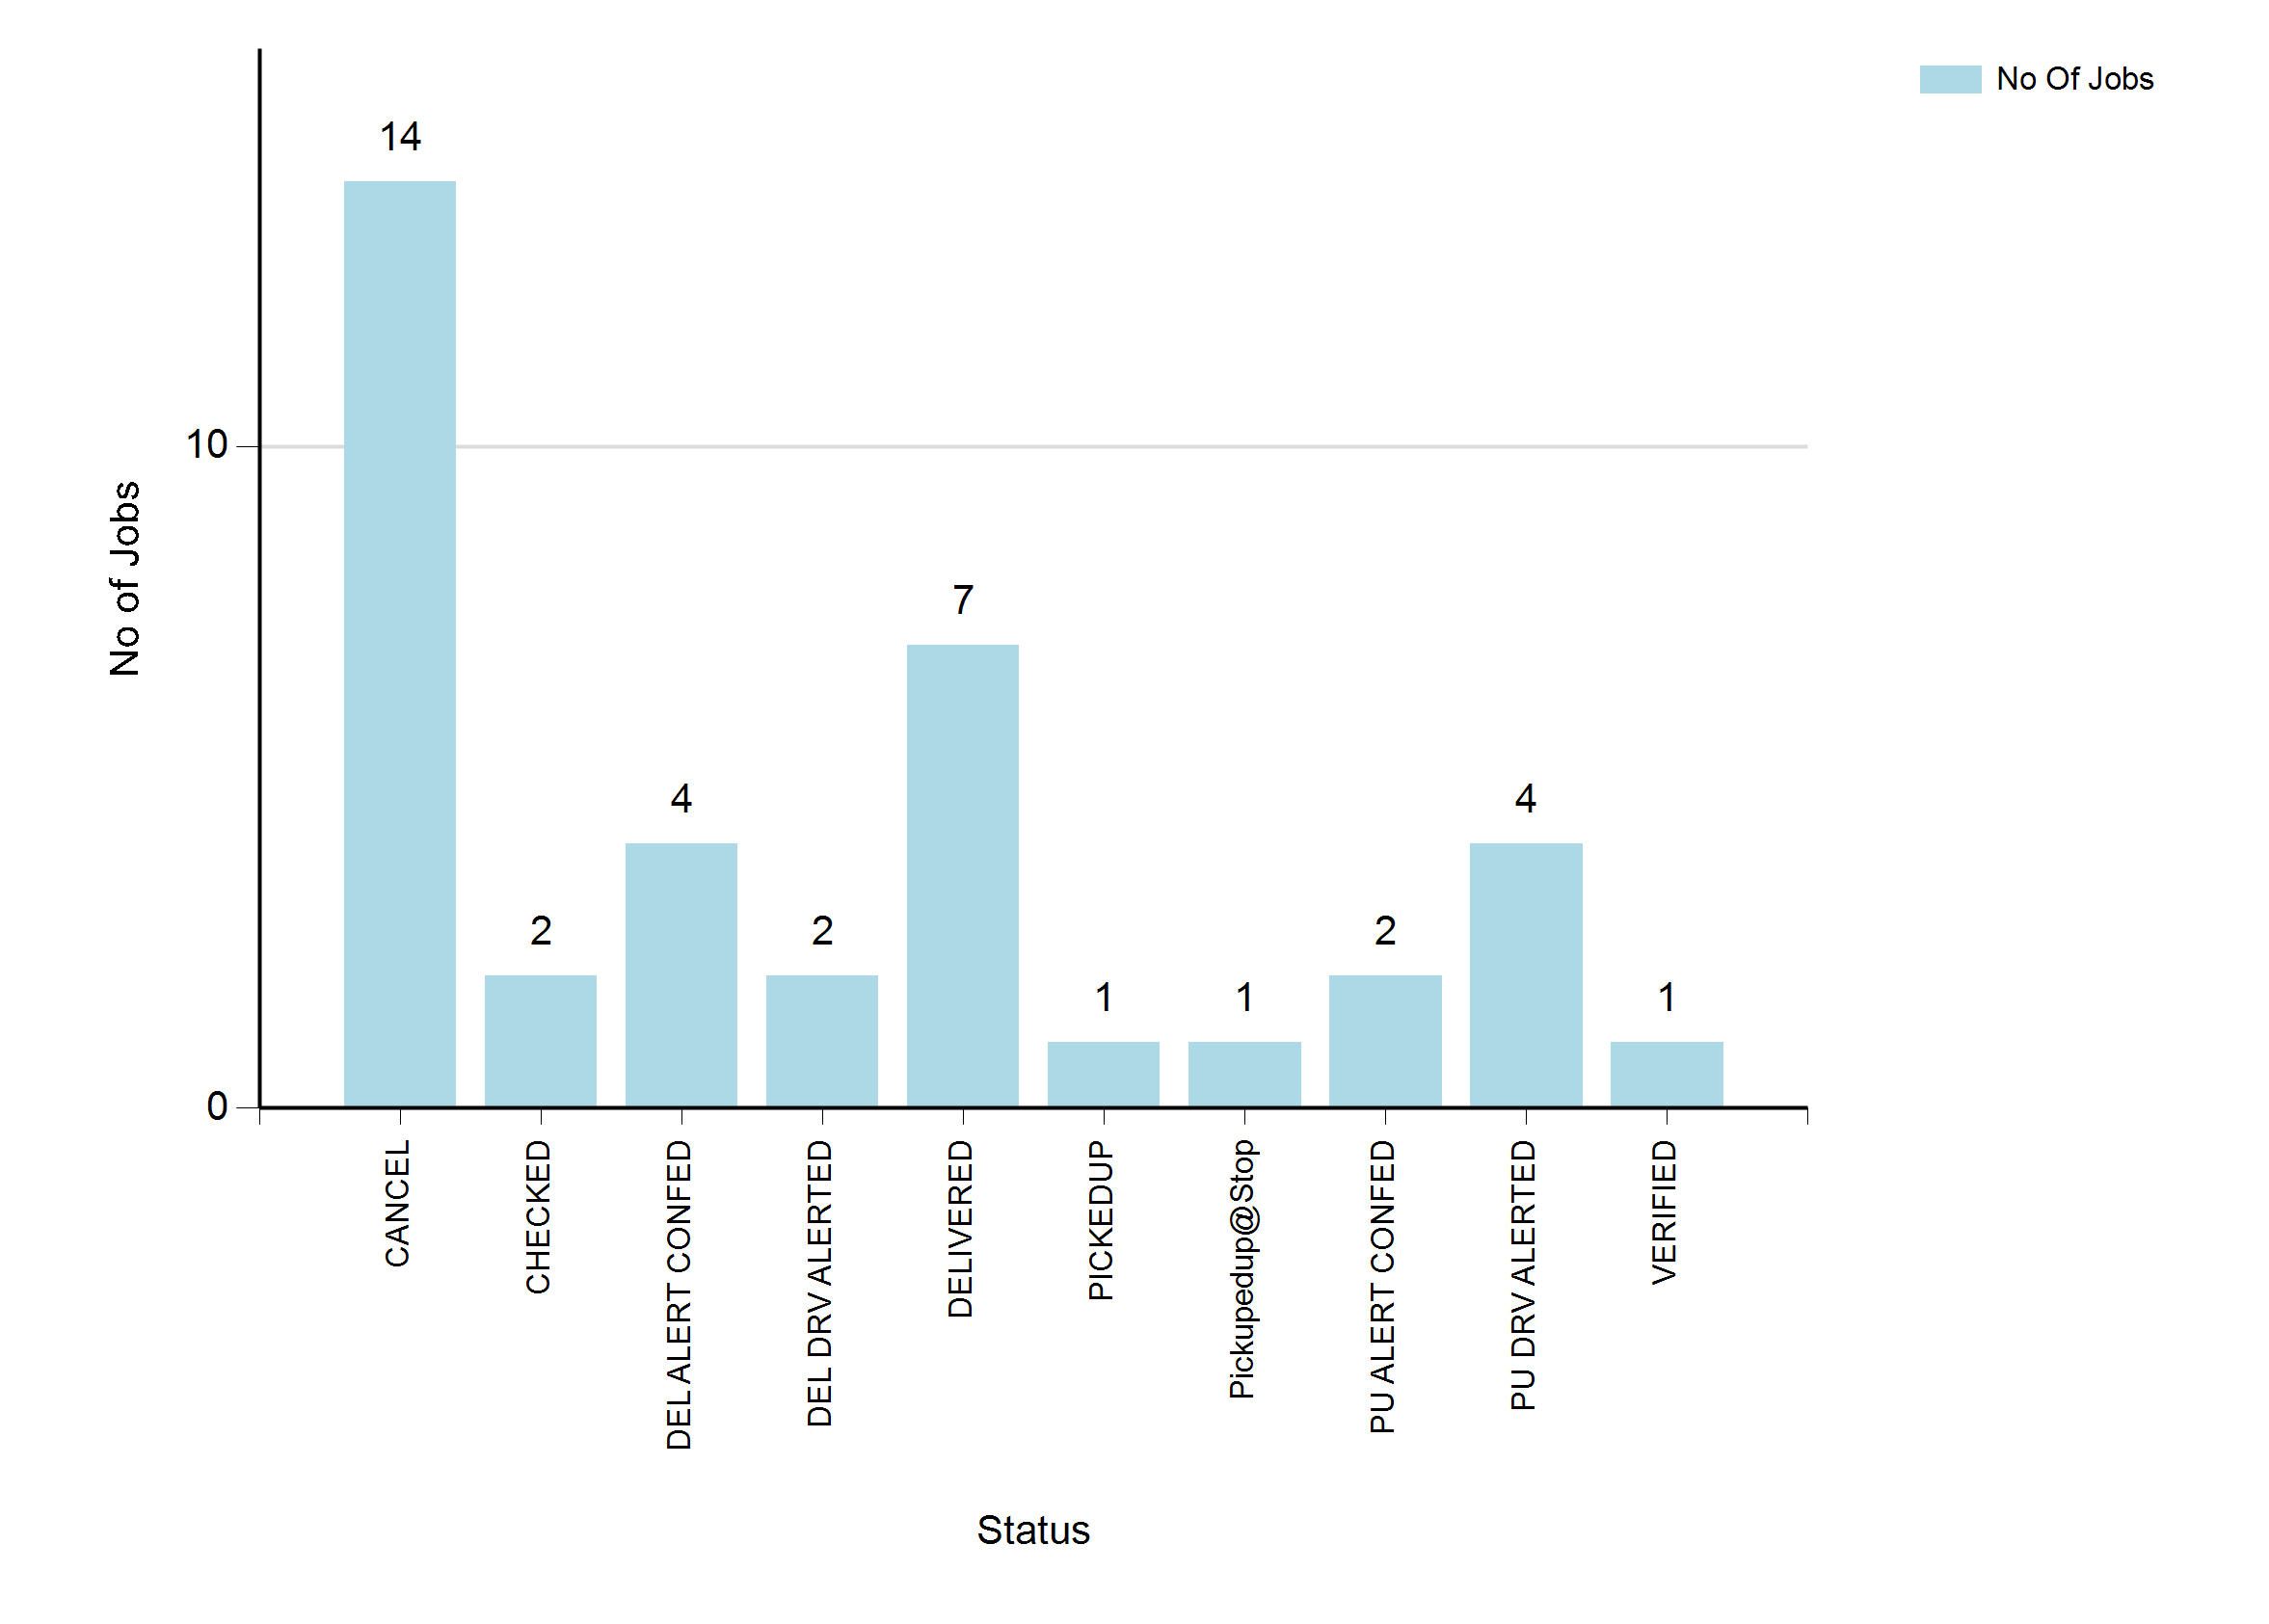 No Of Jobs
14
10
No of Jobs
7
4
4
2
2
2
1
1
1
0
CANCEL
CHECKED
DEL ALERT CONFED
DEL DRV ALERTED
DELIVERED
PICKEDUP
Pickupedup@Stop
PU ALERT CONFED
PU DRV ALERTED
VERIFIED
Status